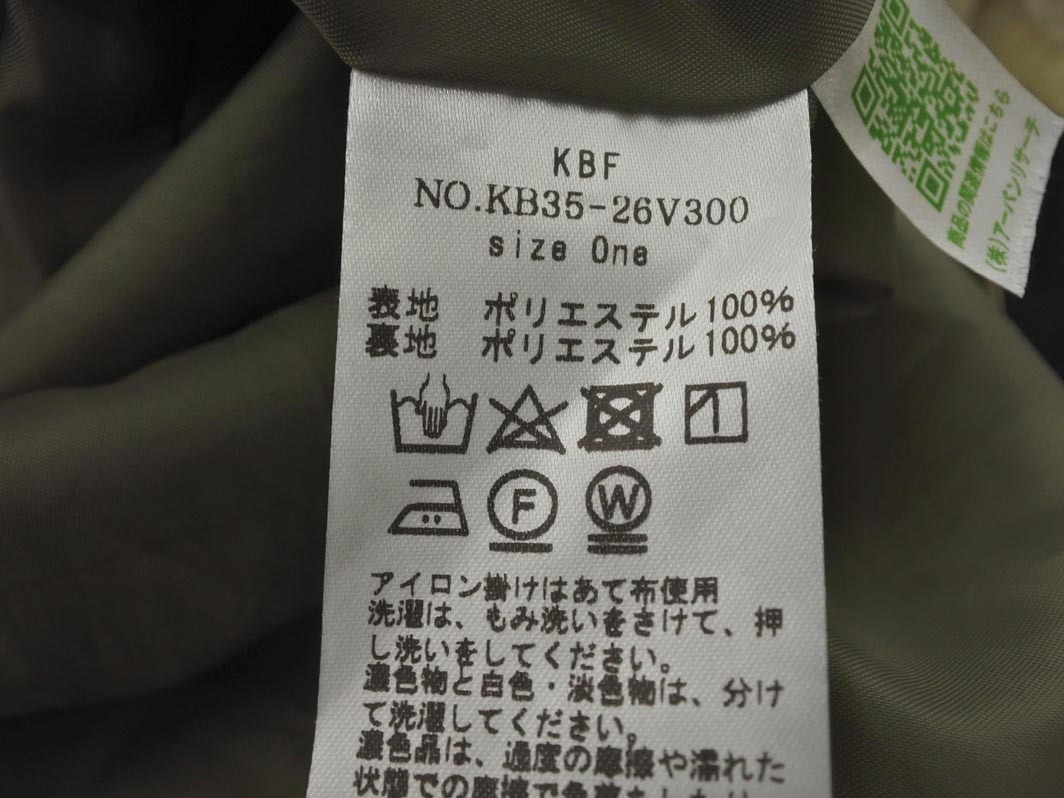 KBF
NO.KB35-26V300
size One
表地 ポリエステル100%
裏地 ポリエステル100%
F W
アイロン掛けはあて布使用
洗濯は、もみ洗いをさけて、押
し洗いをしてください。
濃色物と白色・淡色物は、分け
て洗濯してください。
濃色品は、過度の摩擦や濡れた
状態での摩擦で色落ちしたり
商品の関連情報はこちら
(株)アーバンリサーチ